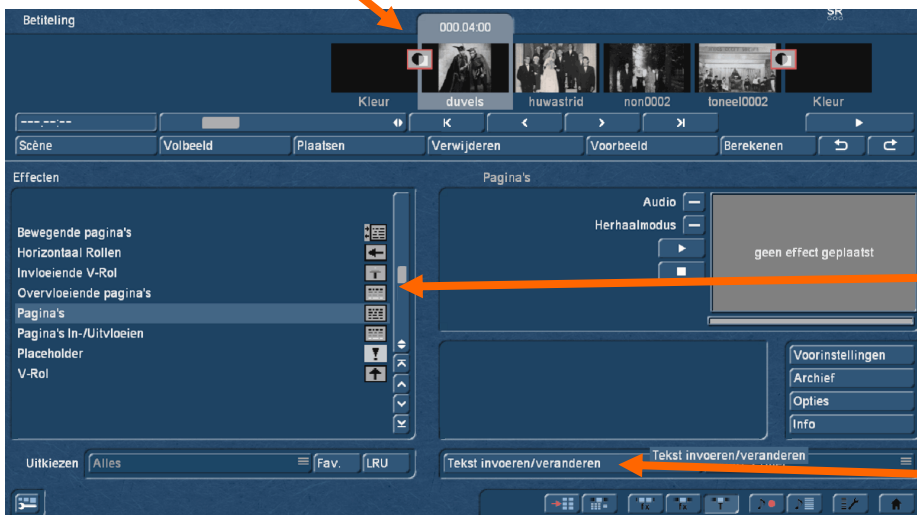 Betiteling
SR
000.04:00
Kleur duvels huwastrid non0002 toneel0002 Kleur
---.--:--
Scène Volbeeld Plaatsen Verwijderen Voorbeeld Berekenen
Effecten
Pagina's
Audio
Herhaalmodus
geen effect geplaatst
Bewegende pagina's
Horizontaal Rollen
Invloeiende V-Rol
Overvloeiende pagina's
Pagina's
Pagina's In-/Uitvloeien
Placeholder
V-Rol
Voorinstellingen
Archief
Opties
Info
Uitkiezen Alles Fav. LRU
Tekst invoeren/veranderen
Tekst invoeren/veranderen